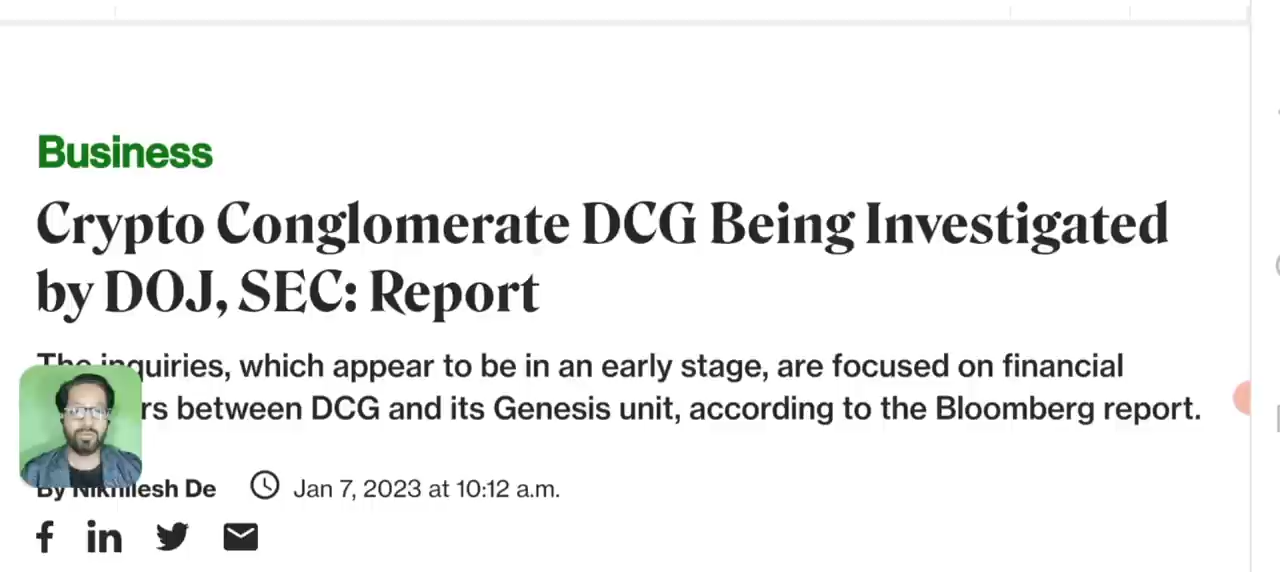 Business
Crypto Conglomerate DCG Being Investigated
by DOJ, SEC: Report
The inquiries, which appear to be in an early stage, are focused on financial
rs between DCG and its Genesis unit, according to the Bloomberg report.
By Nikhilesh De Jan 7, 2023 at 10:12 a.m.